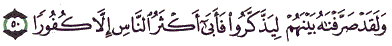 وَلَقَدْ صَرَّفْنَٰهُ بَيْنَهُمْ لِيَذَّكَّرُوا۟ فَأَبَىٰٓ أَكْثَرُ ٱلنَّاسِ إِلَّا كُفُورًا ۝٥٠